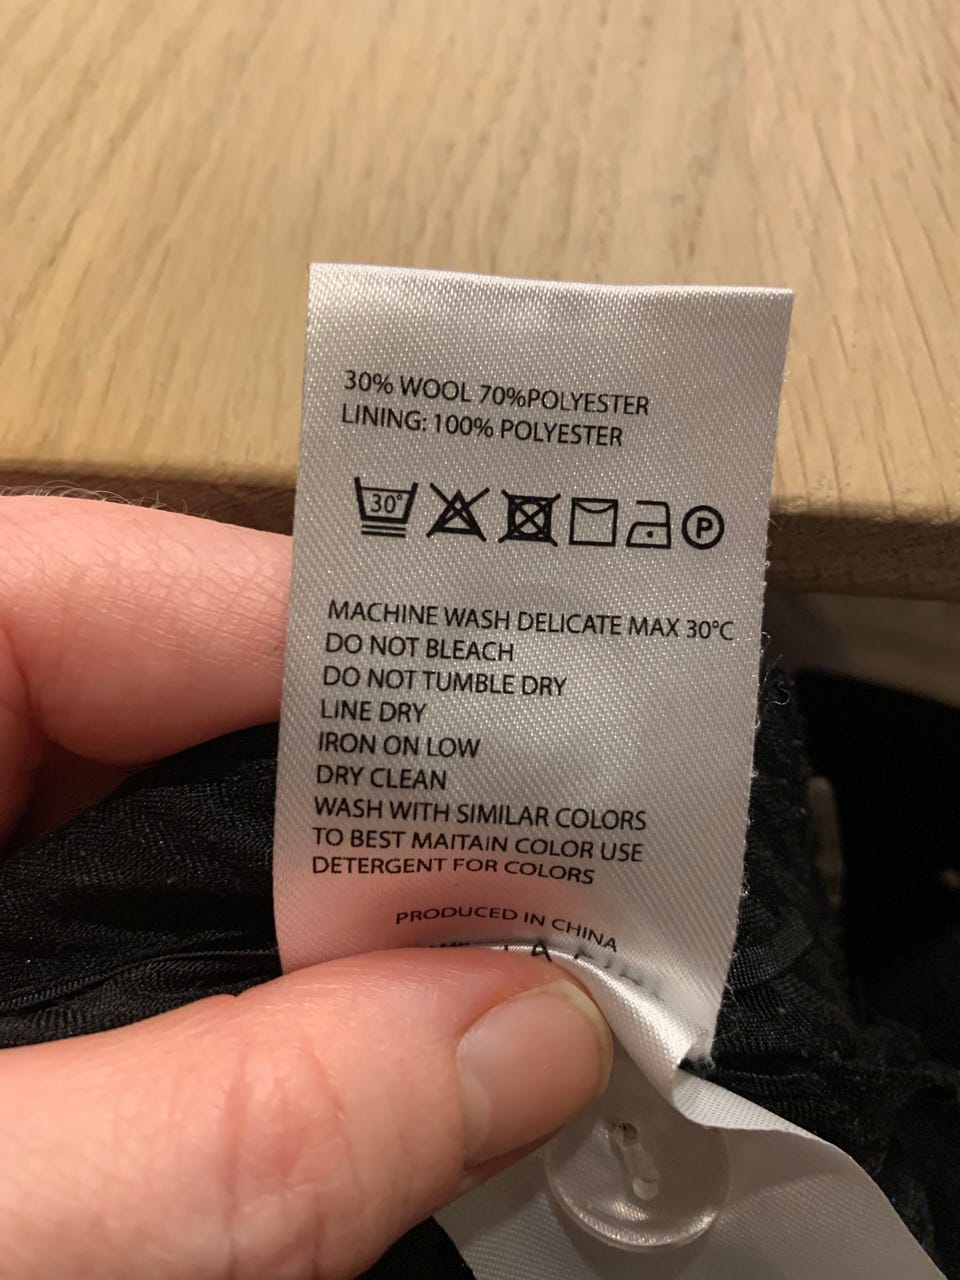 30% WOOL 70%POLYESTER
LINING: 100% POLYESTER
30°
P
MACHINE WASH DELICATE MAX 30°C
DO NOT BLEACH
DO NOT TUMBLE DRY
LINE DRY
IRON ON LOW
DRY CLEAN
WASH WITH SIMILAR COLORS
TO BEST MAITAIN COLOR USE
DETERGENT FOR COLORS
PRODUCED IN CHINA